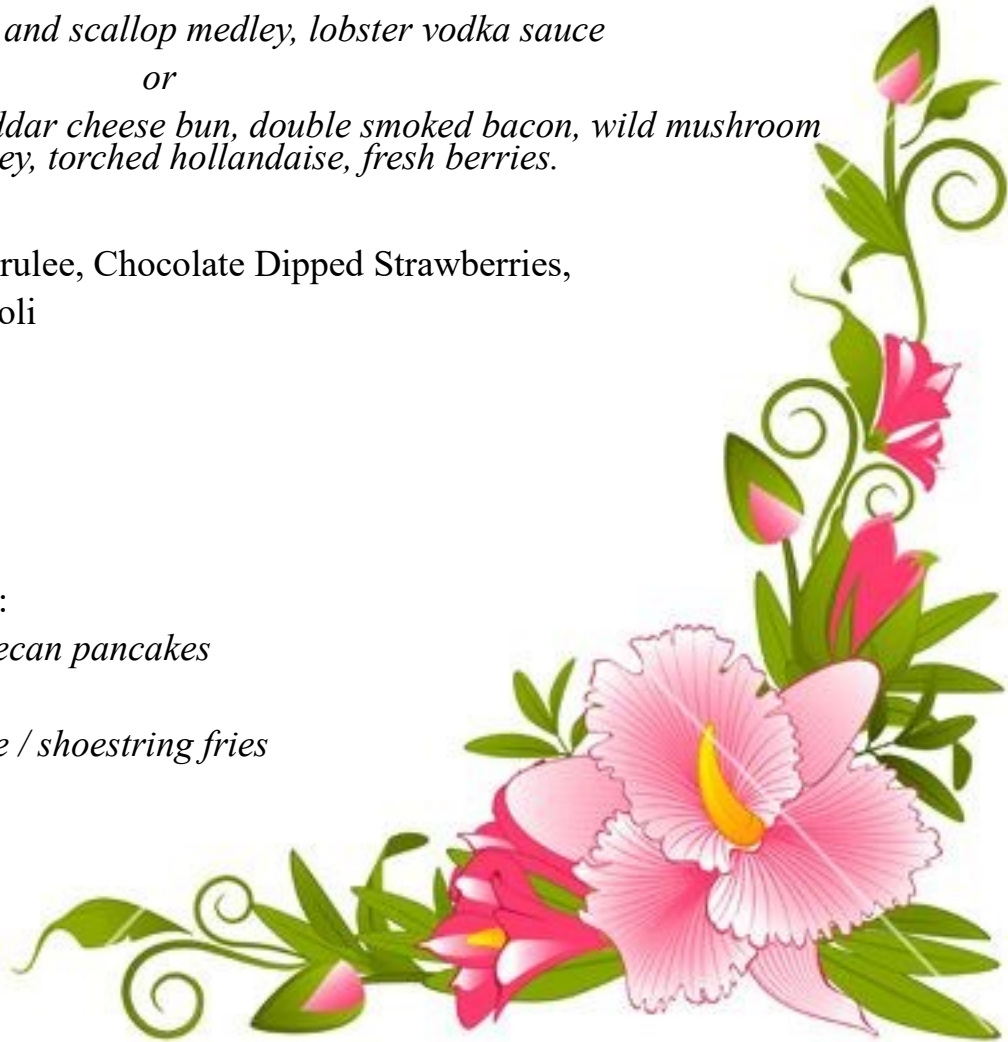 and scallop medley, lobster vodka sauce
or
ddar cheese bun, double smoked bacon, wild mushroom
ey, torched hollandaise, fresh berries.
rulee, Chocolate Dipped Strawberries,
oli
:
ecan pancakes
e / shoestring fries